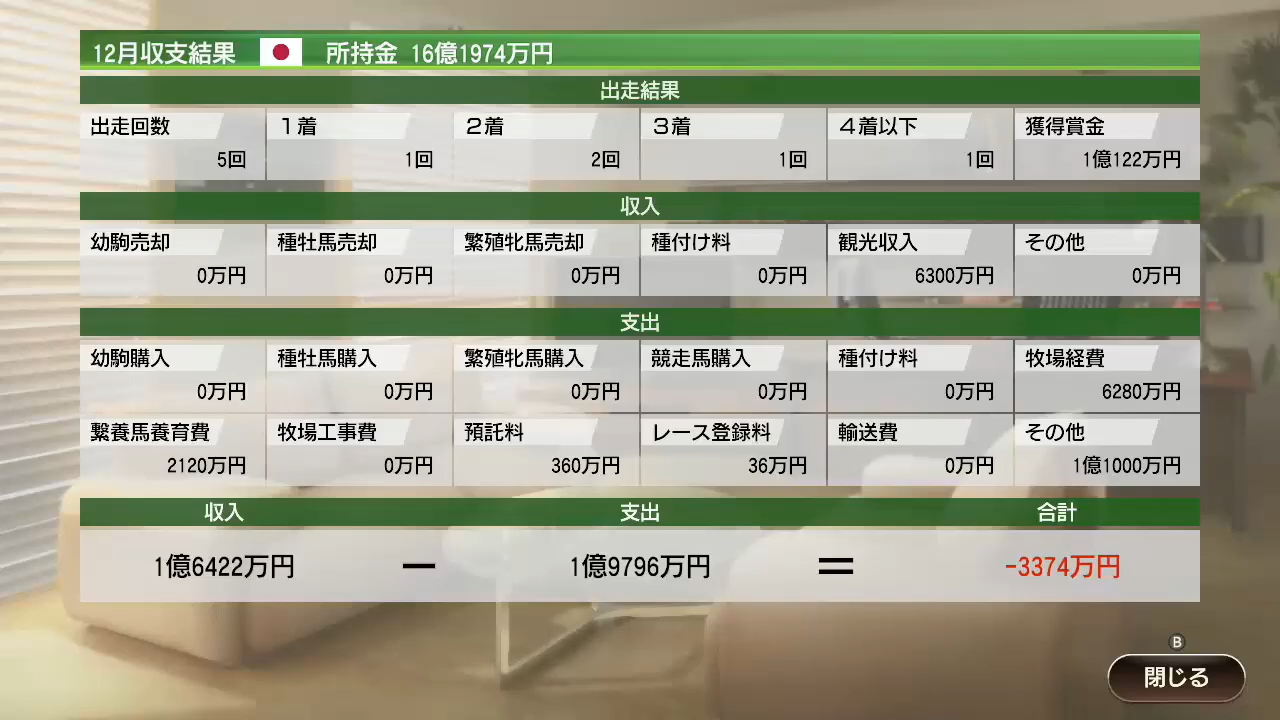 12月収支結果 所持金 16億1974万円
出走結果
出走回数 1着 2着 3着 4着以下 獲得賞金
5回 1回 2回 1回 1回 1億122万円
収入
幼駒売却 種牡馬売却 繁殖牝馬売却 種付け料 観光収入 その他
0万円 0万円 0万円 0万円 6300万円 0万円
支出
幼駒購入 種牡馬購入 繁殖牝馬購入 競走馬購入 種付け料 牧場経費
0万円 0万円 0万円 0万円 0万円 6280万円
繋養馬養育費 牧場工事費 預託料 レース登録料 輸送費 その他
2120万円 0万円 360万円 36万円 0万円 1億1000万円
収入 支出 合計
1億6422万円 − 1億9796万円 = -3374万円
B
閉じる